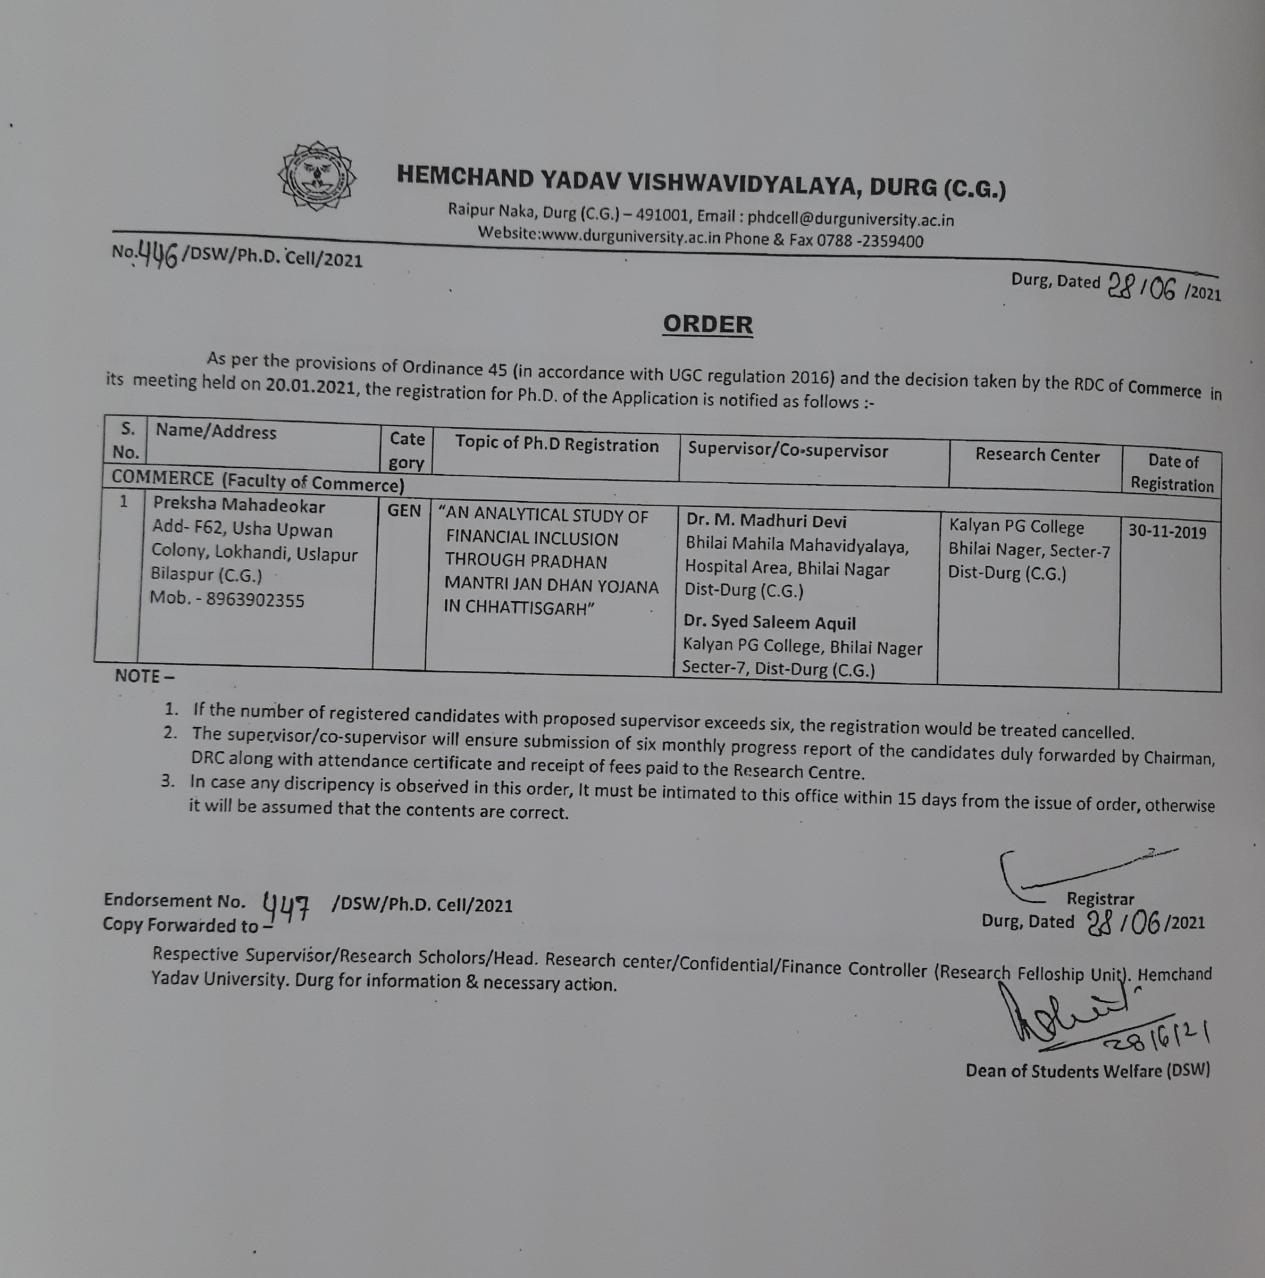 HEMCHAND YADAV VISHWAVIDYALAYA, DURG (C.G.)
Raipur Naka, Durg (C.G.) – 491001, Email : phdcell@durguniversity.ac.in
Website:www.durguniversity.ac.in Phone & Fax 0788 -2359400
No.446/DSW/Ph.D. Cell/2021
Durg, Dated 28/06/2021
ORDER
As per the provisions of Ordinance 45 (in accordance with UGC regulation 2016) and the decision taken by the RDC of Commerce in
its meeting held on 20.01.2021, the registration for Ph.D. of the Application is notified as follows :-
S. No. Name/Address Cate gory Topic of Ph.D Registration Supervisor/Co-supervisor Research Center Date of Registration
COMMERCE (Faculty of Commerce)
1
Preksha Mahadeokar
Add- F62, Usha Upwan
Colony, Lokhandi, Uslapur
Bilaspur (C.G.)
Mob. - 8963902355
GEN
“AN ANALYTICAL STUDY OF
FINANCIAL INCLUSION
THROUGH PRADHAN
MANTRI JAN DHAN YOJANA
IN CHHATTISGARH”
Dr. M. Madhuri Devi
Bhilai Mahila Mahavidyalaya,
Hospital Area, Bhilai Nagar
Dist-Durg (C.G.)
Dr. Syed Saleem Aquil
Kalyan PG College, Bhilai Nager
Secter-7, Dist-Durg (C.G.)
Kalyan PG College
Bhilai Nager, Secter-7
Dist-Durg (C.G.)
30-11-2019
NOTE –
1. If the number of registered candidates with proposed supervisor exceeds six, the registration would be treated cancelled.
2. The supervisor/co-supervisor will ensure submission of six monthly progress report of the candidates duly forwarded by Chairman,
DRC along with attendance certificate and receipt of fees paid to the Research Centre.
3. In case any discripency is observed in this order, It must be intimated to this office within 15 days from the issue of order, otherwise
it will be assumed that the contents are correct.
Registrar
Endorsement No. 447 /DSW/Ph.D. Cell/2021
Durg, Dated 28/06/2021
Copy Forwarded to –
Respective Supervisor/Research Scholors/Head. Research center/Confidential/Finance Controller (Research Felloship Unit). Hemchand
Yadav University. Durg for information & necessary action.
28/6/21
Dean of Students Welfare (DSW)